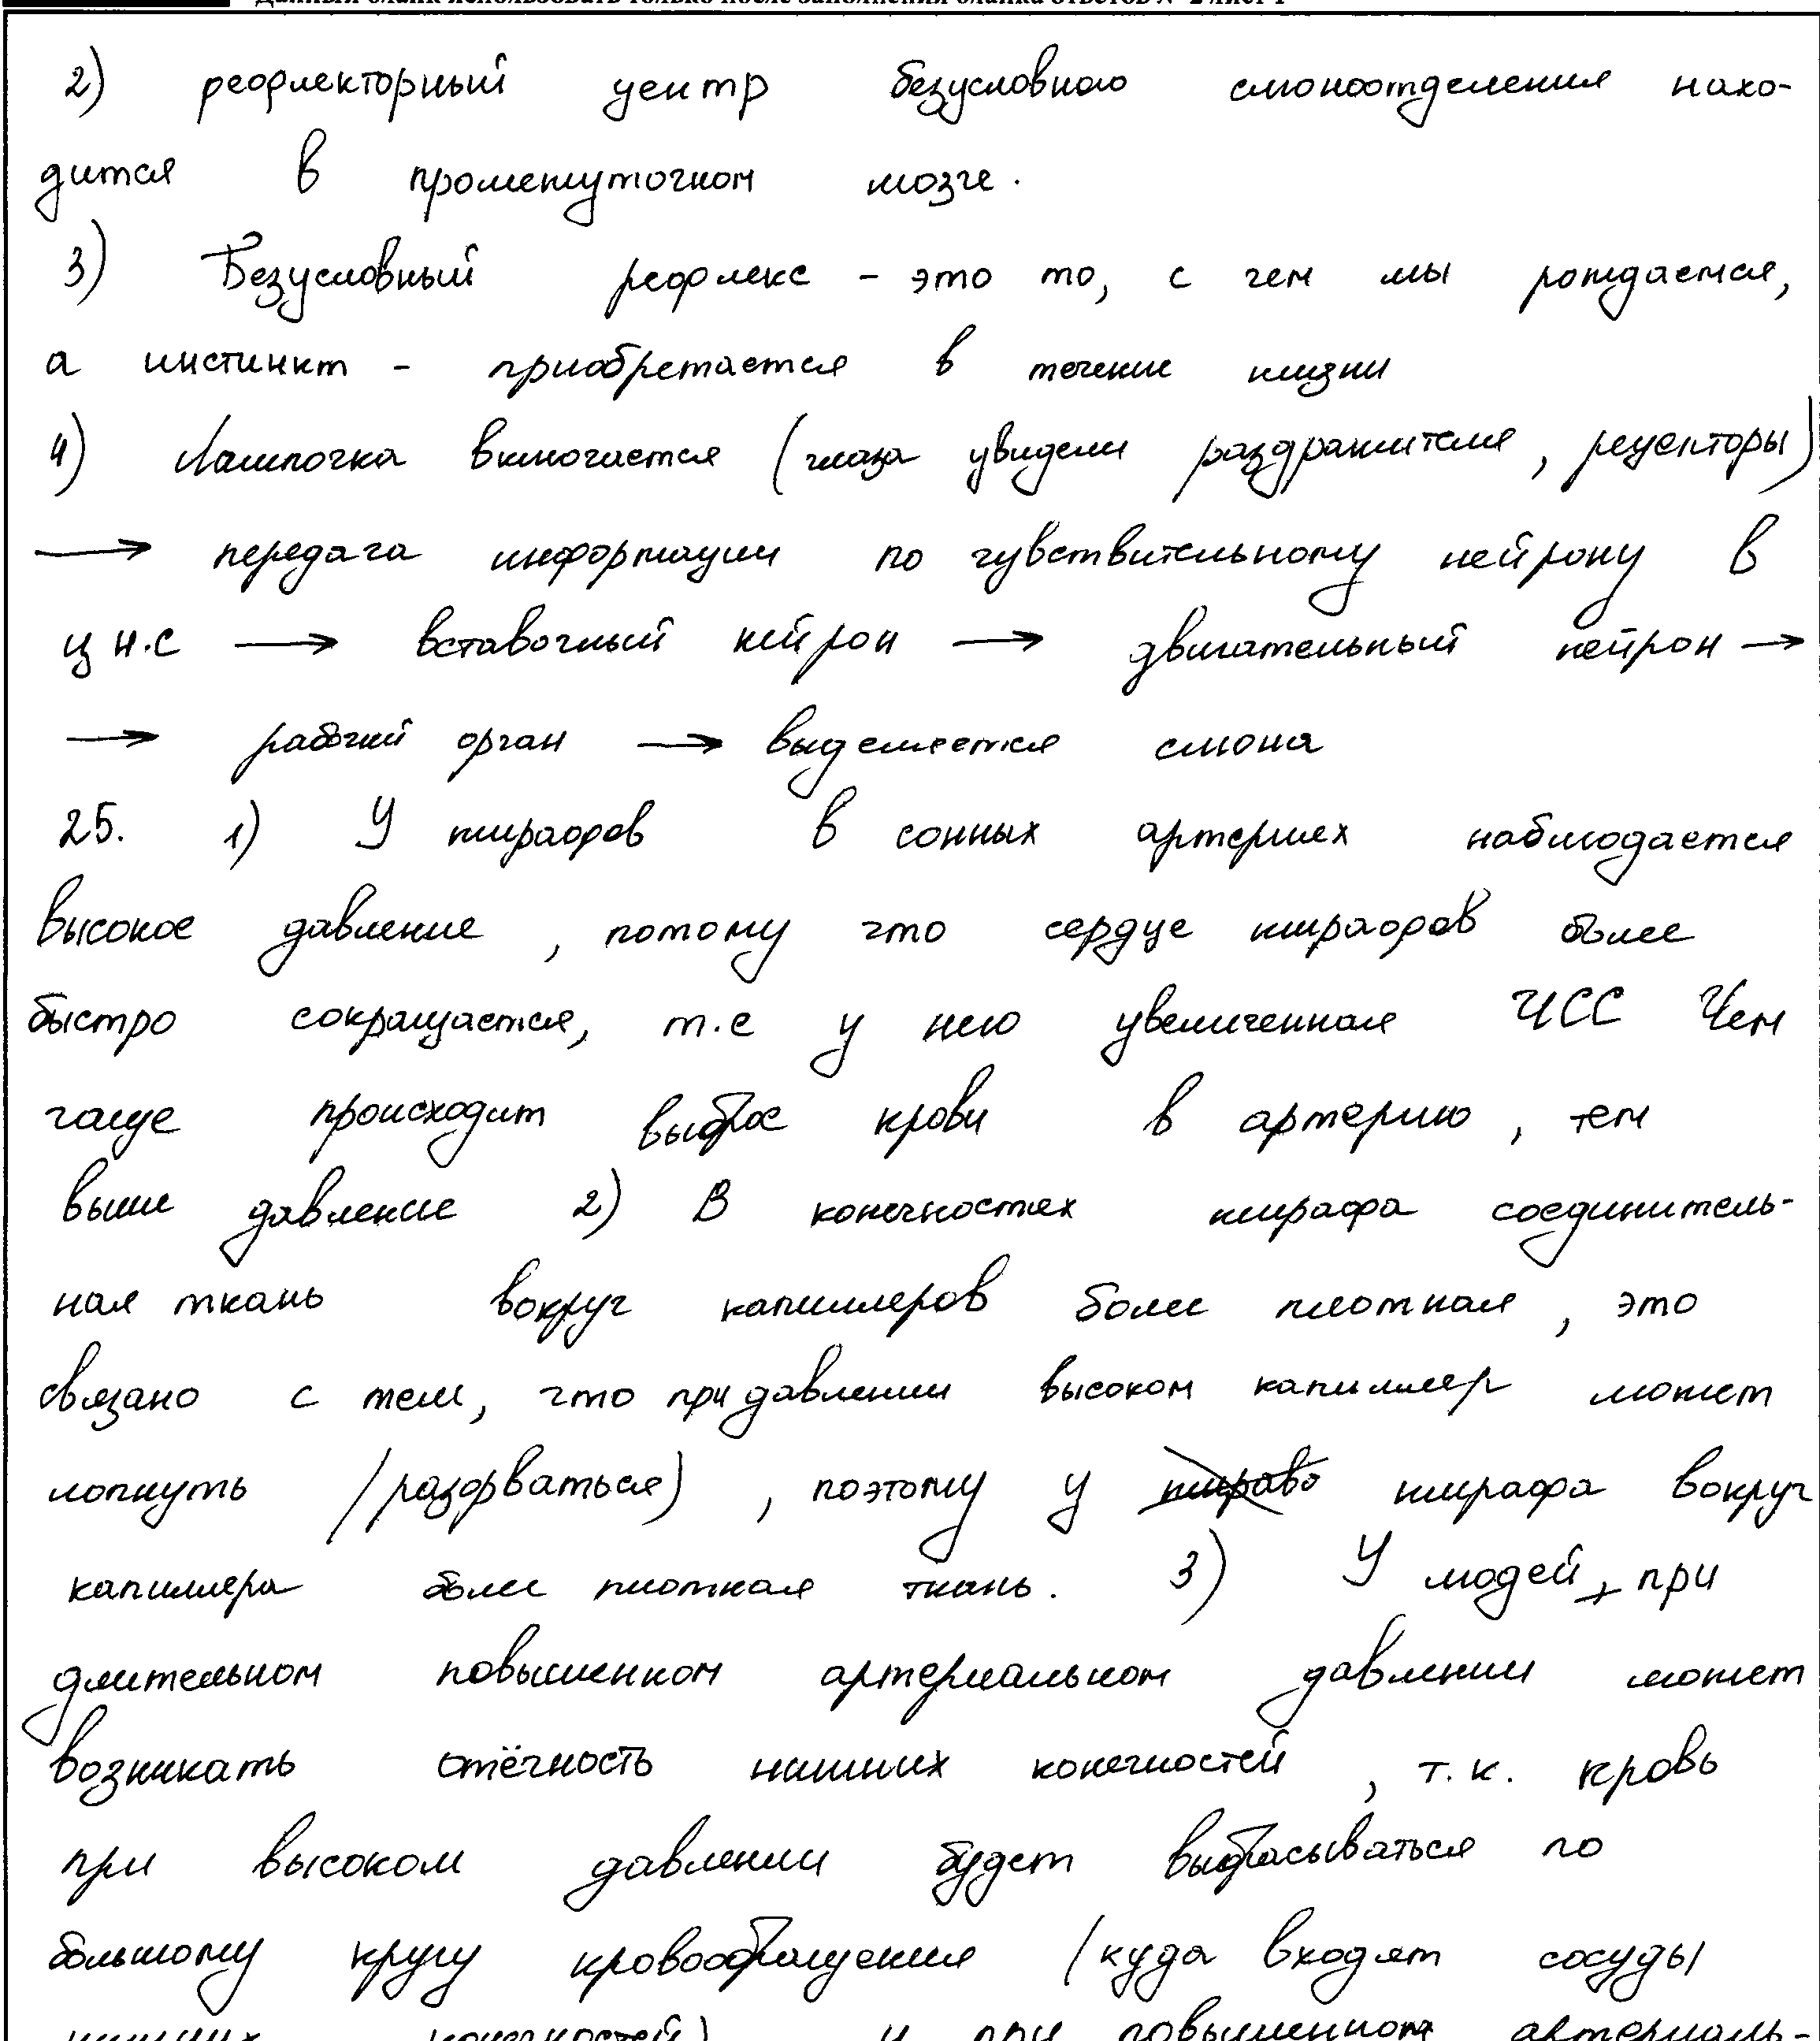 Данный бланк использовать только после заполнения бланка ответов № 2 лист 1
2) рефлекторный центр безусловного слюноотделения нахо-
дится в промежуточном мозге.
3) Безусловный рефлекс - это то, с чем мы рождаемся,
а инстинкт - приобретается в течение жизни
4) Лампочка включается (глаза увидели раздражителя, рецепторы)
→ передача информации по чувствительному нейрону в
ц н.с → вставочный нейрон → двигательный нейрон →
→ рабочий орган → выделяется слюна
25. 1) У жирафов в сонных артериях наблюдается
высокое давление, потому что сердце жирафов более
быстро сокращается, т.е у него увеличенная ЧСС Чем
чаще происходит выброс крови в артерию, тем
выше давление 2) В конечностях жирафа соединитель-
ная ткань вокруг капилляров более плотная, это
связано с тем, что при давлении высоком капилляр может
лопнуть (разорваться), поэтому у жирафа вокруг
капилляра более плотная ткань. 3) У людей, при
длительном повышенном артериальном давлении может
возникать отёчность нижних конечностей, т.к. кровь
при высоком давлении будет выбрасываться по
большому кругу кровообращения (куда входят сосуды
нижних конечностей) и при повышенном артериаль-